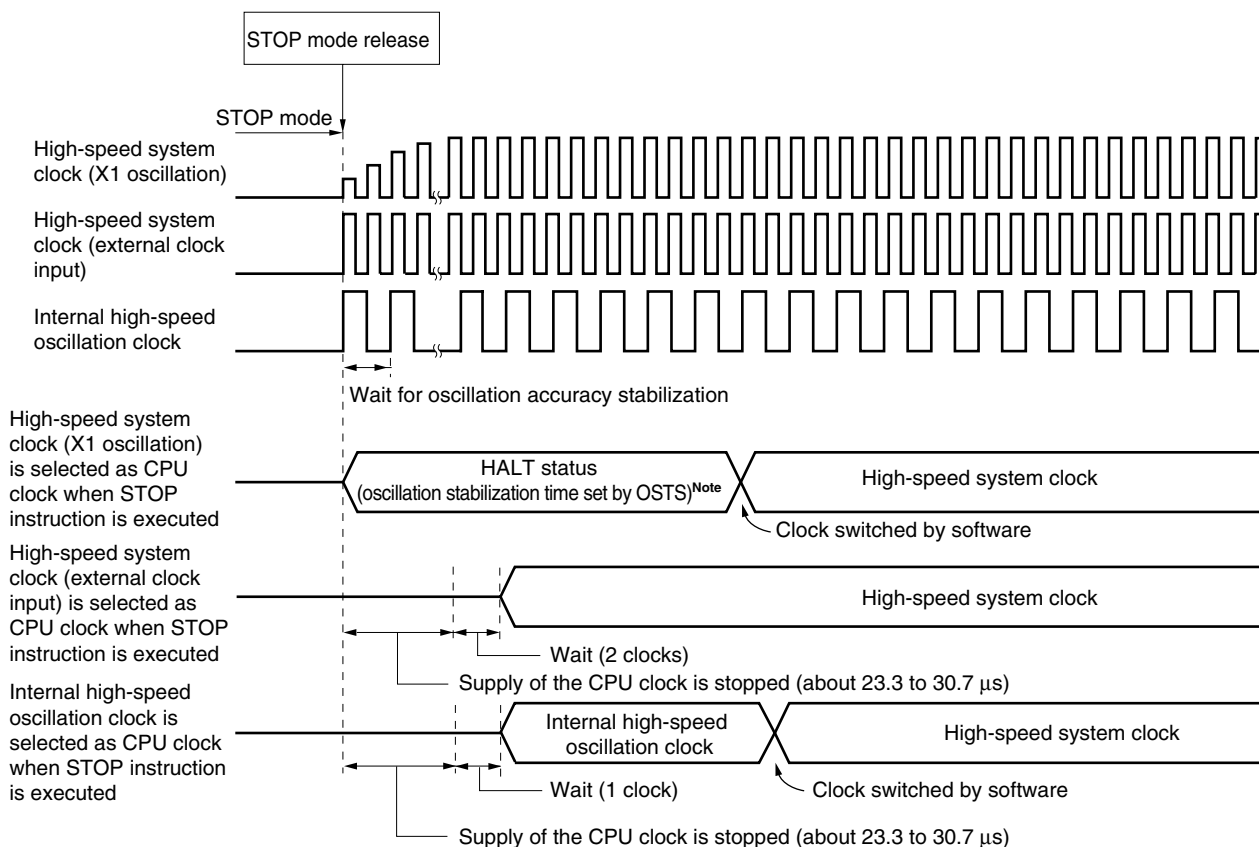 STOP mode release
STOP mode
High-speed system
clock (X1 oscillation)
High-speed system
clock (external clock
input)
Internal high-speed
oscillation clock
Wait for oscillation accuracy stabilization
High-speed system
clock (X1 oscillation)
is selected as CPU
clock when STOP
instruction is executed
HALT status
(oscillation stabilization time set by OSTS)Note
High-speed system clock
Clock switched by software
High-speed system
clock (external clock
input) is selected as
CPU clock when STOP
instruction is executed
High-speed system clock
Wait (2 clocks)
Supply of the CPU clock is stopped (about 23.3 to 30.7 μs)
Internal high-speed
oscillation clock is
selected as CPU clock
when STOP instruction
is executed
Internal high-speed
oscillation clock
High-speed system clock
Wait (1 clock)
Clock switched by software
Supply of the CPU clock is stopped (about 23.3 to 30.7 μs)